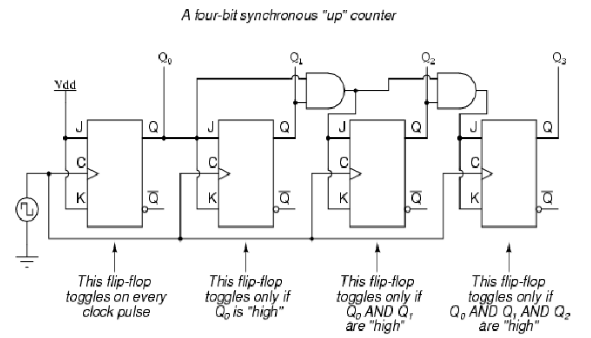 A four-bit synchronous "up" counter
Q0 Q1 Q2 Q3
Vdd
J Q J Q J Q J Q
C C C C
K Q̅ K Q̅ K Q̅ K Q̅
This flip-flop
toggles on every
clock pulse
This flip-flop
toggles only if
Q0 is "high"
This flip-flop
toggles only if
Q0 AND Q1
are "high"
This flip-flop
toggles only if
Q0 AND Q1 AND Q2
are "high"